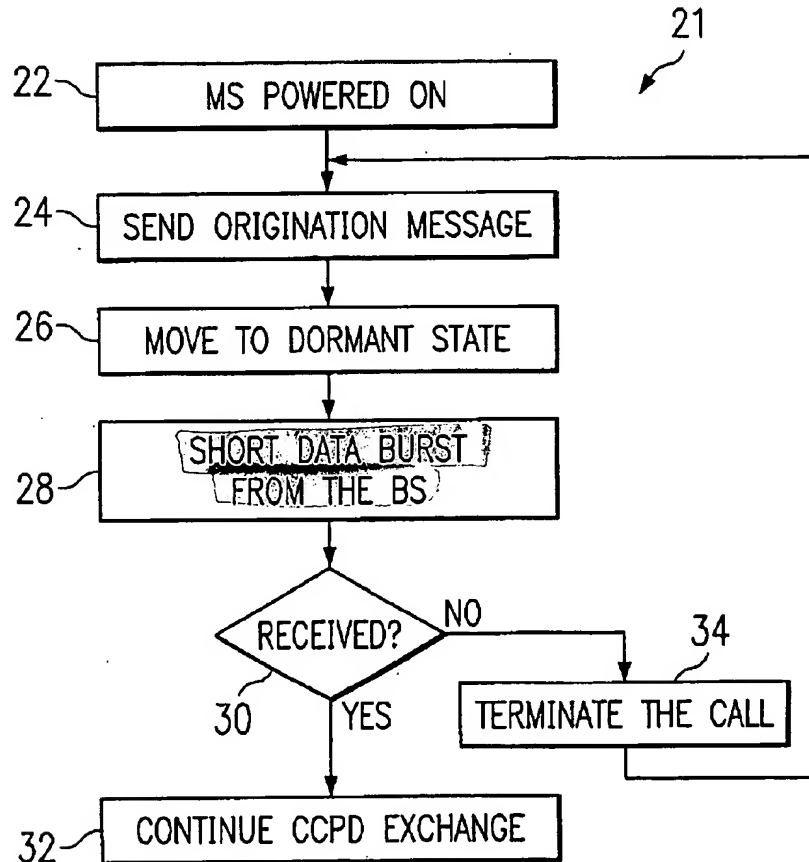 21
22
MS POWERED ON
24
SEND ORIGINATION MESSAGE
26
MOVE TO DORMANT STATE
28
SHORT DATA BURST
FROM THE BS
RECEIVED?
NO
30
YES
34
TERMINATE THE CALL
32
CONTINUE CCPD EXCHANGE